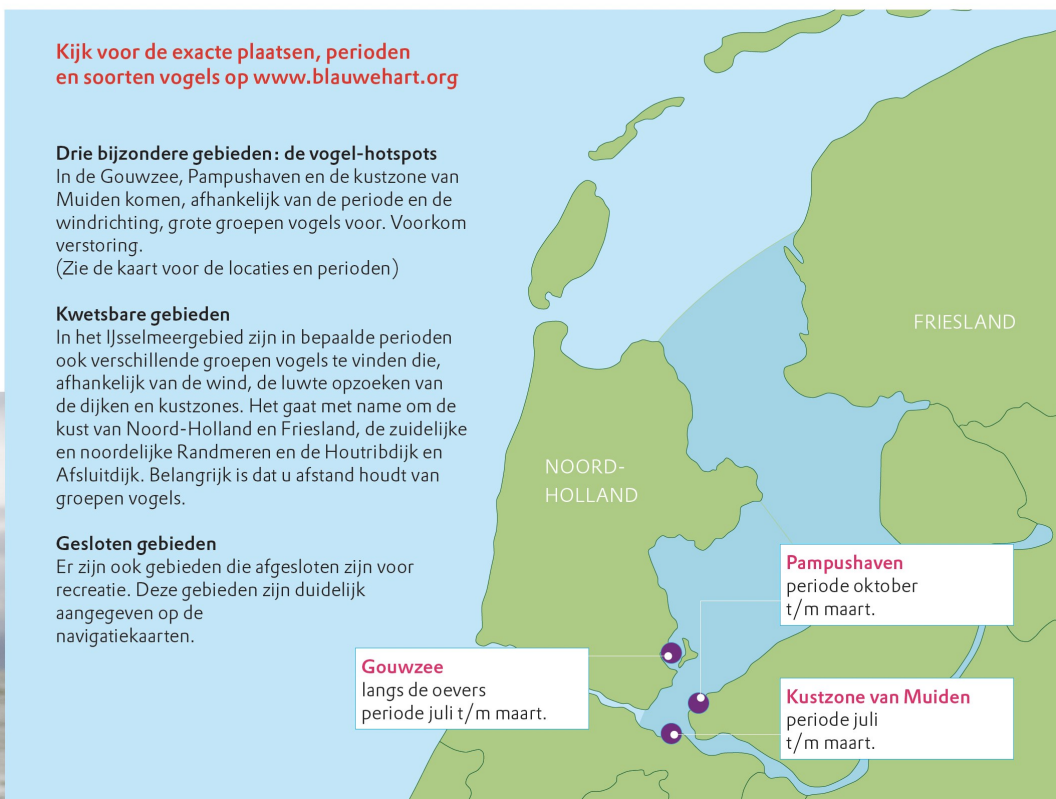 Kijk voor de exacte plaatsen, perioden
en soorten vogels op www.blauwehart.org
Drie bijzondere gebieden: de vogel-hotspots
In de Gouwzee, Pampushaven en de kustzone van
Muiden komen, afhankelijk van de periode en de
windrichting, grote groepen vogels voor. Voorkom
verstoring.
(Zie de kaart voor de locaties en perioden)
Kwetsbare gebieden
In het IJsselmeergebied zijn in bepaalde perioden
ook verschillende groepen vogels te vinden die,
afhankelijk van de wind, de luwte opzoeken van
de dijken en kustzones. Het gaat met name om de
kust van Noord-Holland en Friesland, de zuidelijke
en noordelijke Randmeren en de Houtribdijk en
Afsluitdijk. Belangrijk is dat u afstand houdt van
groepen vogels.
Gesloten gebieden
Er zijn ook gebieden die afgesloten zijn voor
recreatie. Deze gebieden zijn duidelijk
aangegeven op de
navigatiekaarten.
FRIESLAND
NOORD-
HOLLAND
Pampushaven
periode oktober
t/m maart.
Gouwzee
langs de oevers
periode juli t/m maart.
Kustzone van Muiden
periode juli
t/m maart.